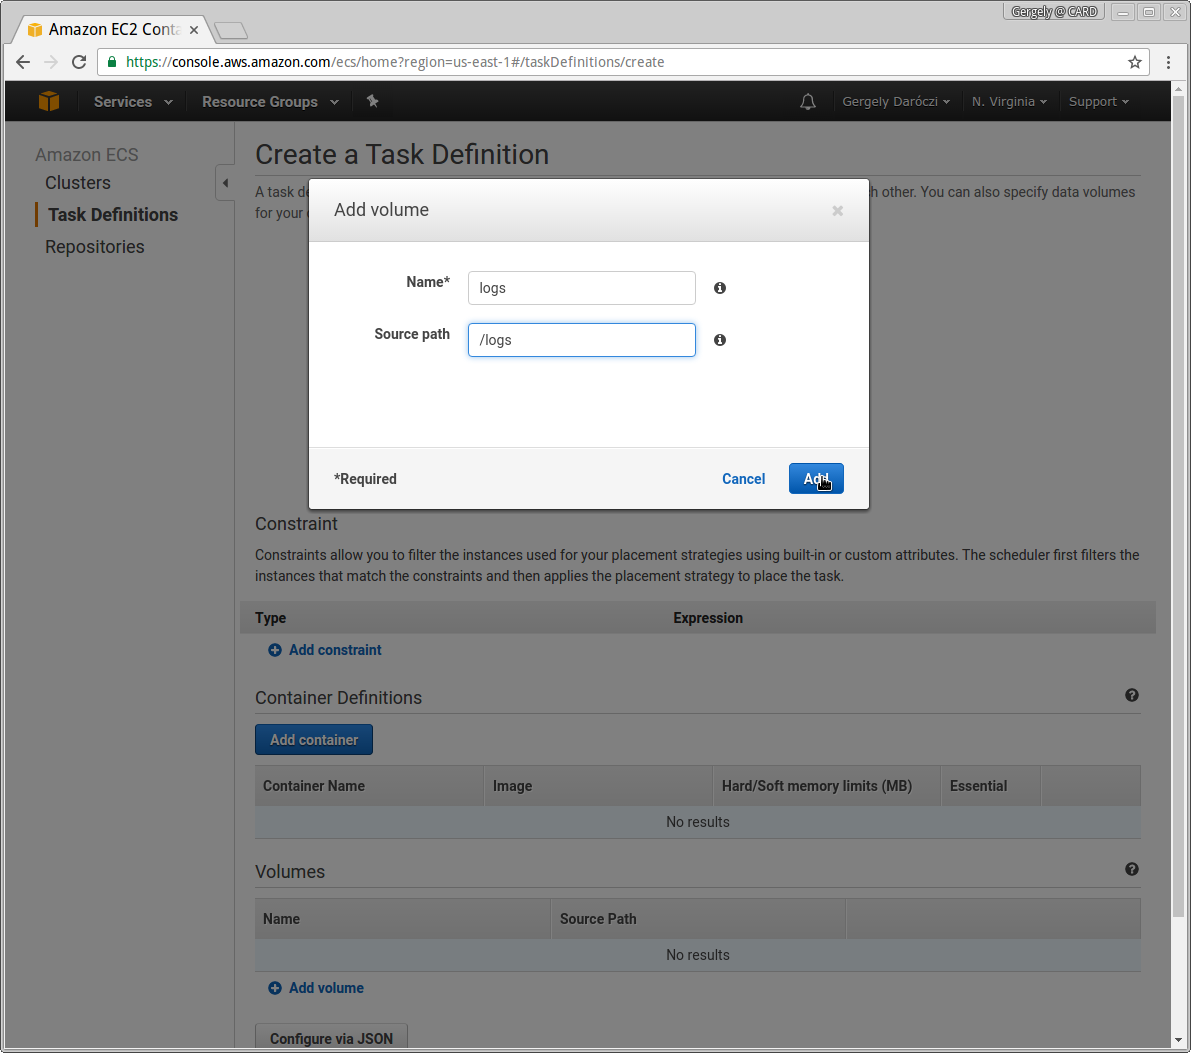 Gergely @ CARD
Amazon EC2 Conta
https://console.aws.amazon.com/ecs/home?region=us-east-1#/taskDefinitions/create
Services Resource Groups Gergely Daróczi N. Virginia Support
Amazon ECS
Clusters
Task Definitions
Repositories
Create a Task Definition
A task de ch other. You can also specify data volumes
for your
Add volume
Name* logs
Source path /logs
*Required Cancel Add
Constraint
Constraints allow you to filter the instances used for your placement strategies using built-in or custom attributes. The scheduler first filters the
instances that match the constraints and then applies the placement strategy to place the task.
Type Expression
Add constraint
Container Definitions
Add container
Container Name Image Hard/Soft memory limits (MB) Essential
No results
Volumes
Name Source Path
No results
Add volume
Configure via JSON